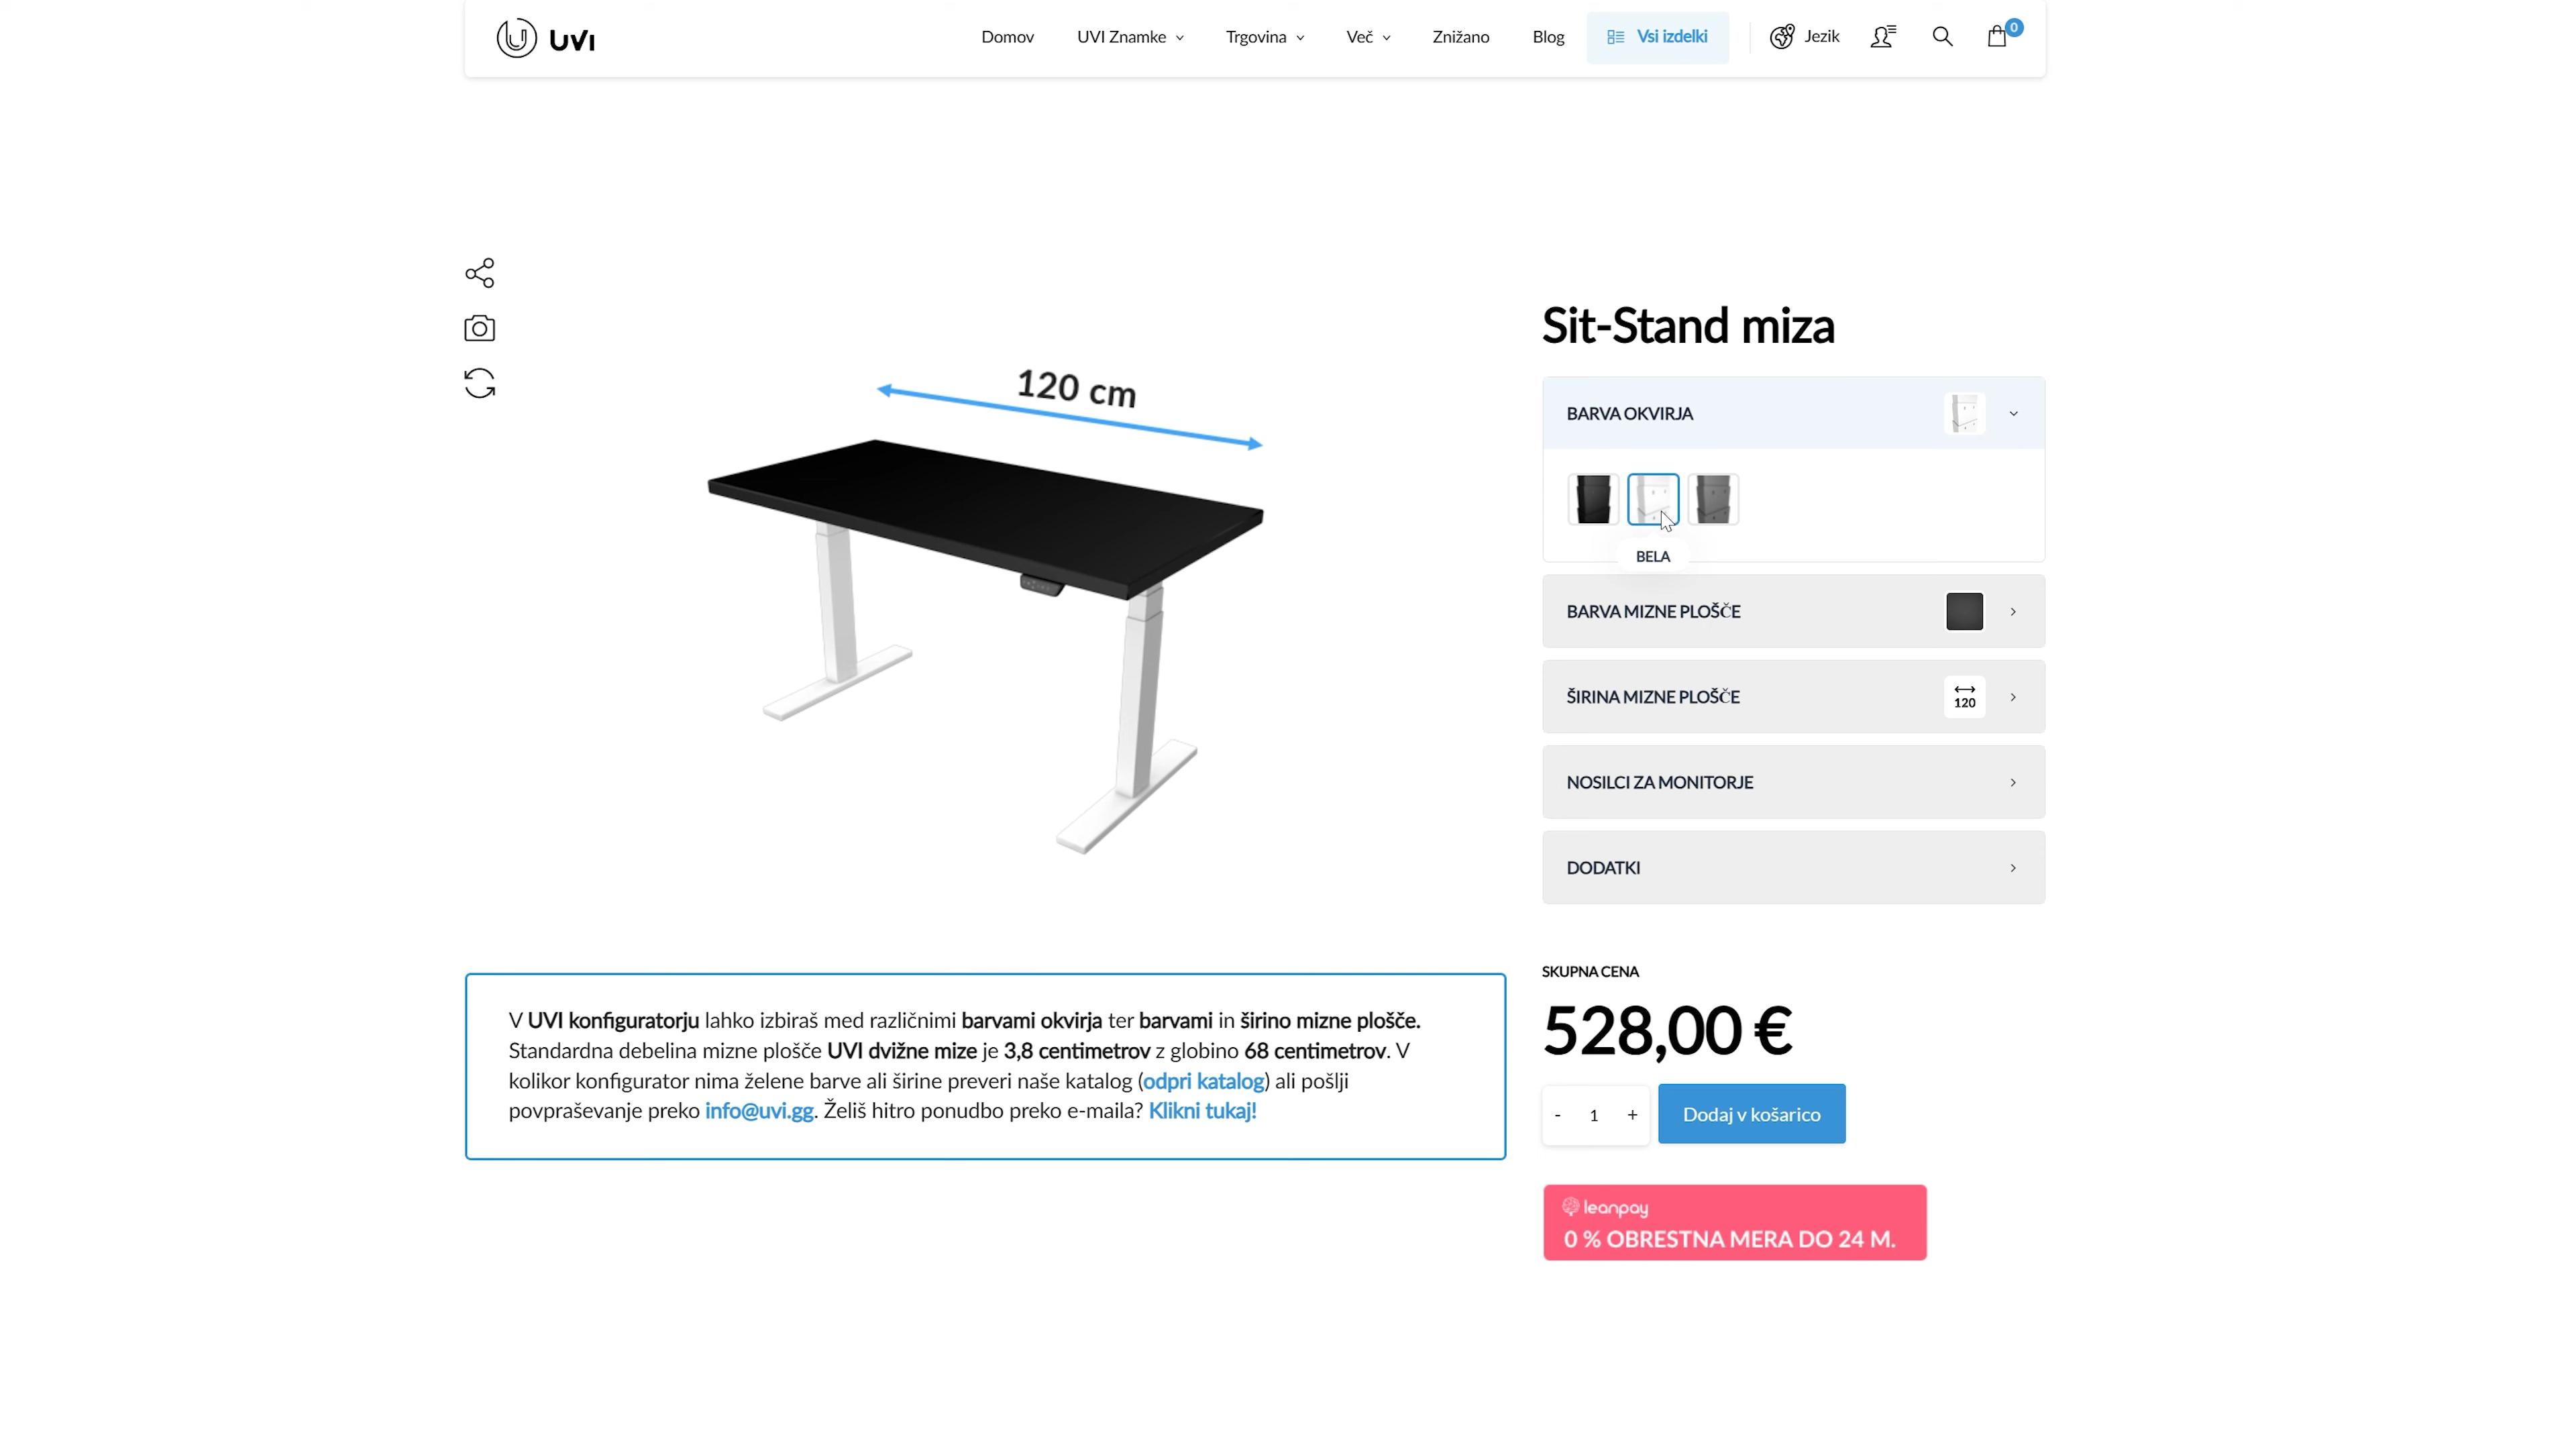 UVI
Domov
UVI Znamke
Trgovina
Več
Znižano
Blog
Vsi izdelki
Jezik
0
120 cm
Sit-Stand miza
BARVA OKVIRJA
BELA
BARVA MIZNE PLOŠČE
ŠIRINA MIZNE PLOŠČE
120
NOSILCI ZA MONITORJE
DODATKI
V UVI konfiguratorju lahko izbiraš med različnimi barvami okvirja ter barvami in širino mizne plošče.
Standardna debelina mizne plošče UVI dvižne mize je 3,8 centimetrov z globino 68 centimetrov. V
kolikor konfigurator nima želene barve ali širine preveri naše katalog (odpri katalog) ali pošlji
povpraševanje preko info@uvi.gg. Želiš hitro ponudbo preko e-maila? Klikni tukaj!
SKUPNA CENA
528,00 €
- 1 +
Dodaj v košarico
leanpay
0 % OBRESTNA MERA DO 24 M.